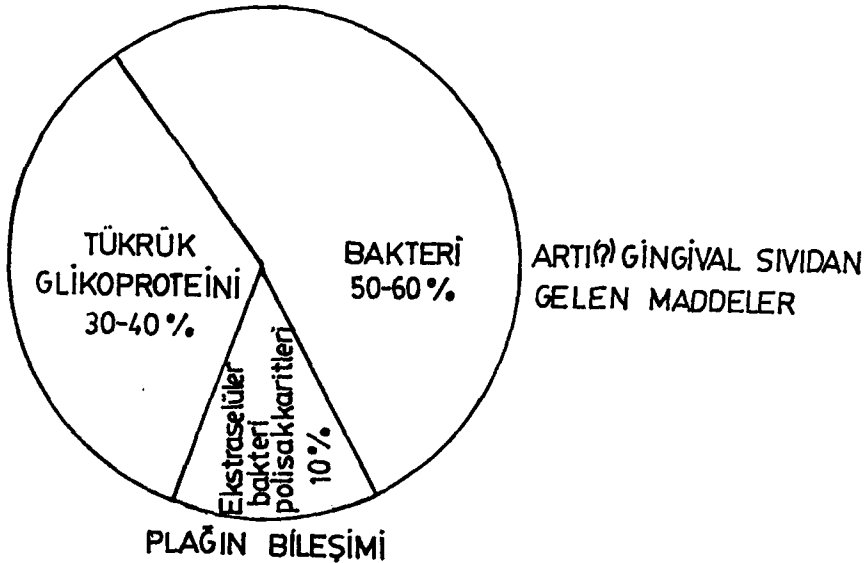 TÜKRÜK
GLİKOPROTEİNİ
30-40 %
BAKTERİ
50-60 %
ARTI(?) GİNGİVAL SIVIDAN
GELEN MADDELER
Ekstraselüler
bakteri
polisakkaritleri
10 %
PLAĞIN BİLEŞİMİ